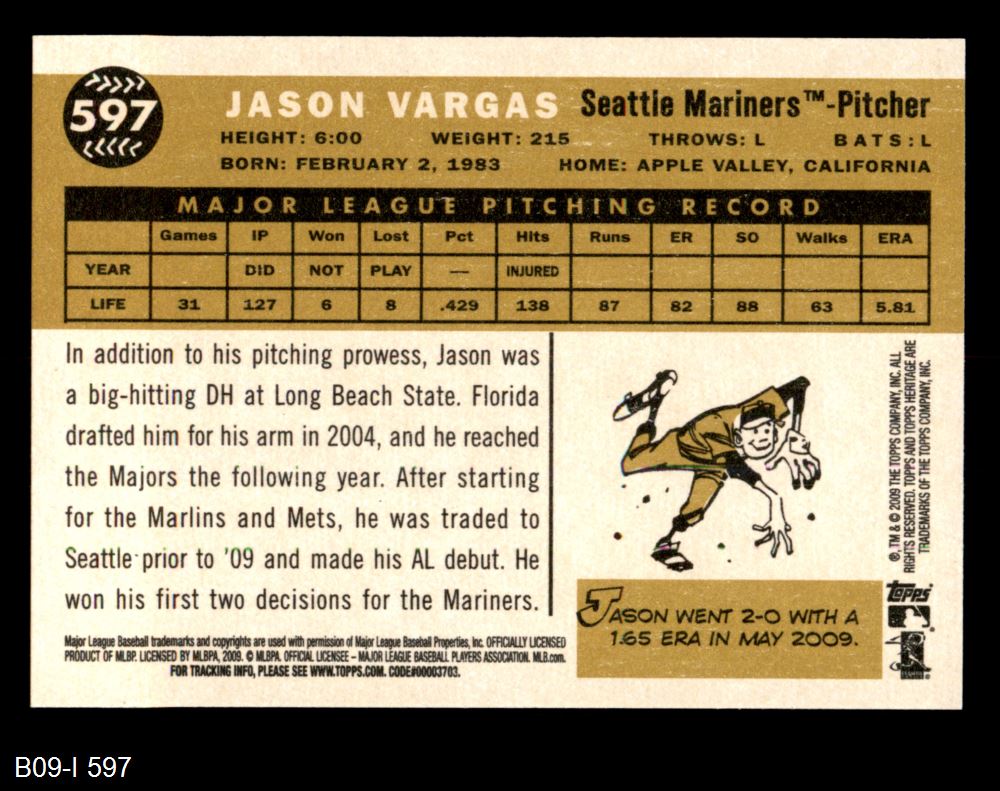 597
JASON VARGAS Seattle Mariners™-Pitcher
HEIGHT: 6:00 WEIGHT: 215 THROWS: L BATS: L
BORN: FEBRUARY 2, 1983 HOME: APPLE VALLEY, CALIFORNIA
MAJOR LEAGUE PITCHING RECORD
Games IP Won Lost Pct Hits Runs ER SO Walks ERA
YEAR DID NOT PLAY — INJURED
LIFE 31 127 6 8 .429 138 87 82 88 63 5.81
In addition to his pitching prowess, Jason was
a big-hitting DH at Long Beach State. Florida
drafted him for his arm in 2004, and he reached
the Majors the following year. After starting
for the Marlins and Mets, he was traded to
Seattle prior to '09 and made his AL debut. He
won his first two decisions for the Mariners.
JASON WENT 2-0 WITH A
1.65 ERA IN MAY 2009.
®, TM & © 2009 THE TOPPS COMPANY, INC. ALL
RIGHTS RESERVED. TOPPS AND TOPPS HERITAGE ARE
TRADEMARKS OF THE TOPPS COMPANY, INC.
Topps
Major League Baseball trademarks and copyrights are used with permission of Major League Baseball Properties, Inc. OFFICIALLY LICENSED
PRODUCT OF MLBP. LICENSED BY MLBPA, 2009. © MLBPA. OFFICIAL LICENSEE – MAJOR LEAGUE BASEBALL PLAYERS ASSOCIATION. MLB.com.
FOR TRACKING INFO, PLEASE SEE WWW.TOPPS.COM. CODE#00003703.
B09-I 597